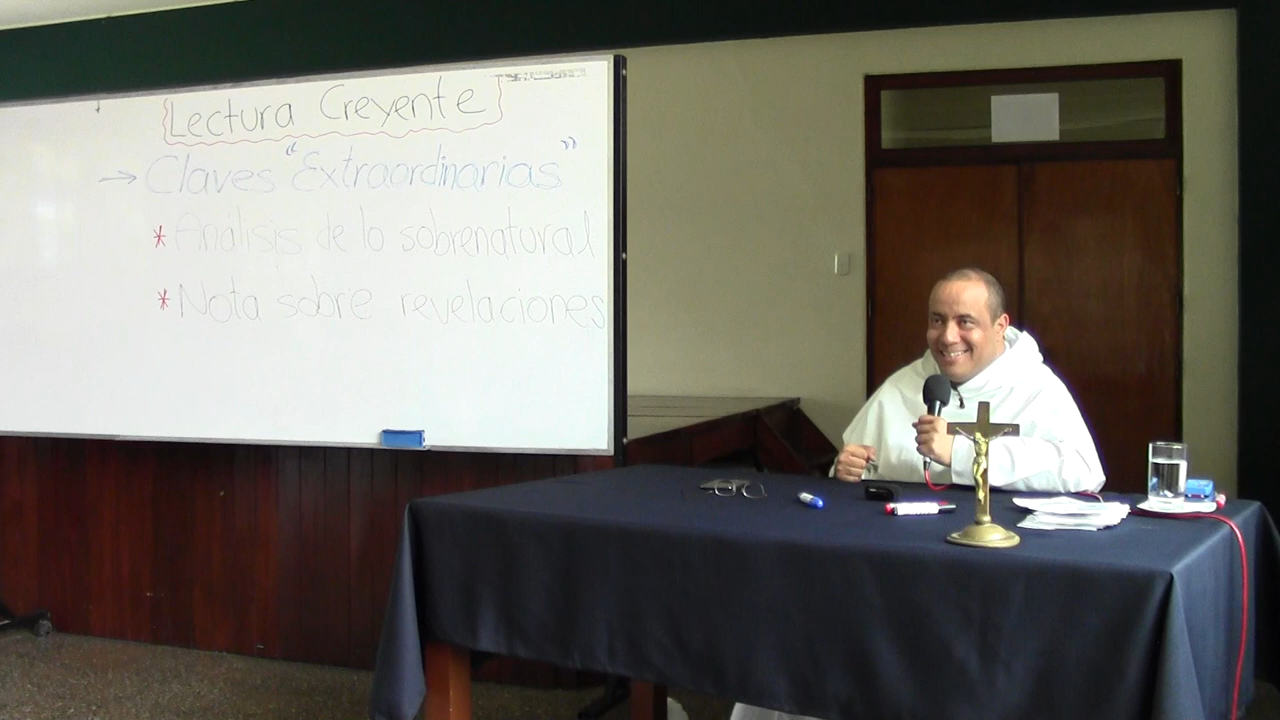 Lectura Creyente
→ Claves "Extraordinarias"
* Análisis de lo sobrenatural
* Nota sobre revelaciones